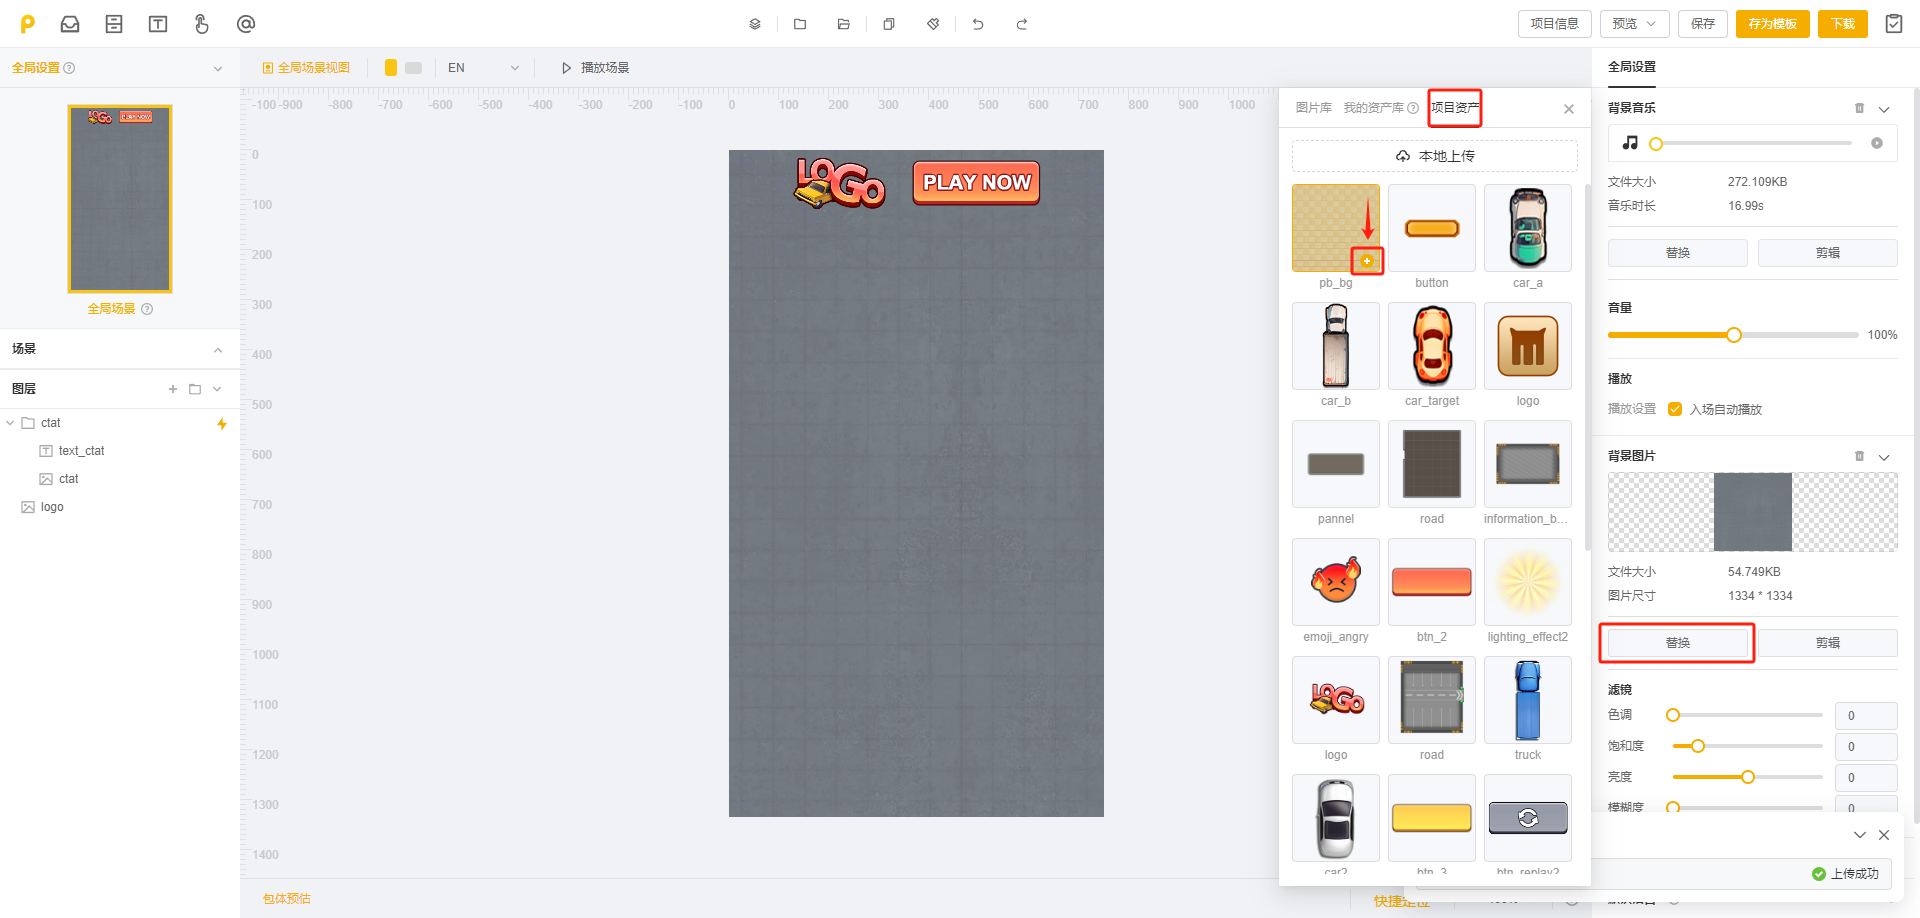 项目信息
预览
保存
存为模板
下载
全局设置
全局场景视图
EN
播放场景
全局场景
场景
图层
ctat
text_ctat
ctat
logo
-100 -900 -800 -700 -600 -500 -400 -300 -200 -100 0 100 200 300 400 500 600 700 800 900 1000
0
100
200
300
400
500
600
700
800
900
1000
1100
1200
1300
1400
LOGO
PLAY NOW
包体预估
图片库
我的资产库
项目资产
本地上传
pb_bg
button
car_a
car_b
car_target
logo
pannel
road
information_b...
emoji_angry
btn_2
lighting_effect2
logo
road
truck
car2
btn_3
btn_replay2
快捷定位
全局设置
背景音乐
文件大小 272.109KB
音乐时长 16.99s
替换
剪辑
音量
100%
播放
播放设置
入场自动播放
背景图片
文件大小 54.749KB
图片尺寸 1334 * 1334
替换
剪辑
滤镜
色调 0
饱和度 0
亮度 0
模糊度 0
上传成功